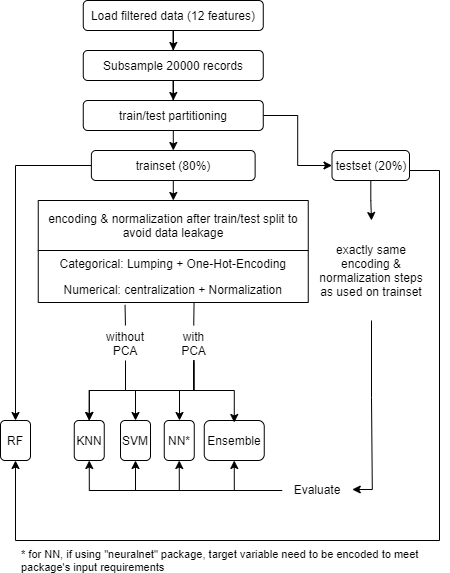 Load filtered data (12 features)
Subsample 20000 records
train/test partitioning
trainset (80%)
testset (20%)
encoding & normalization after train/test split to
avoid data leakage
Categorical: Lumping + One-Hot-Encoding
Numerical: centralization + Normalization
exactly same
encoding &
normalization steps
as used on trainset
without
PCA
with
PCA
RF
KNN
SVM
NN*
Ensemble
Evaluate
* for NN, if using "neuralnet" package, target variable need to be encoded to meet
package's input requirements